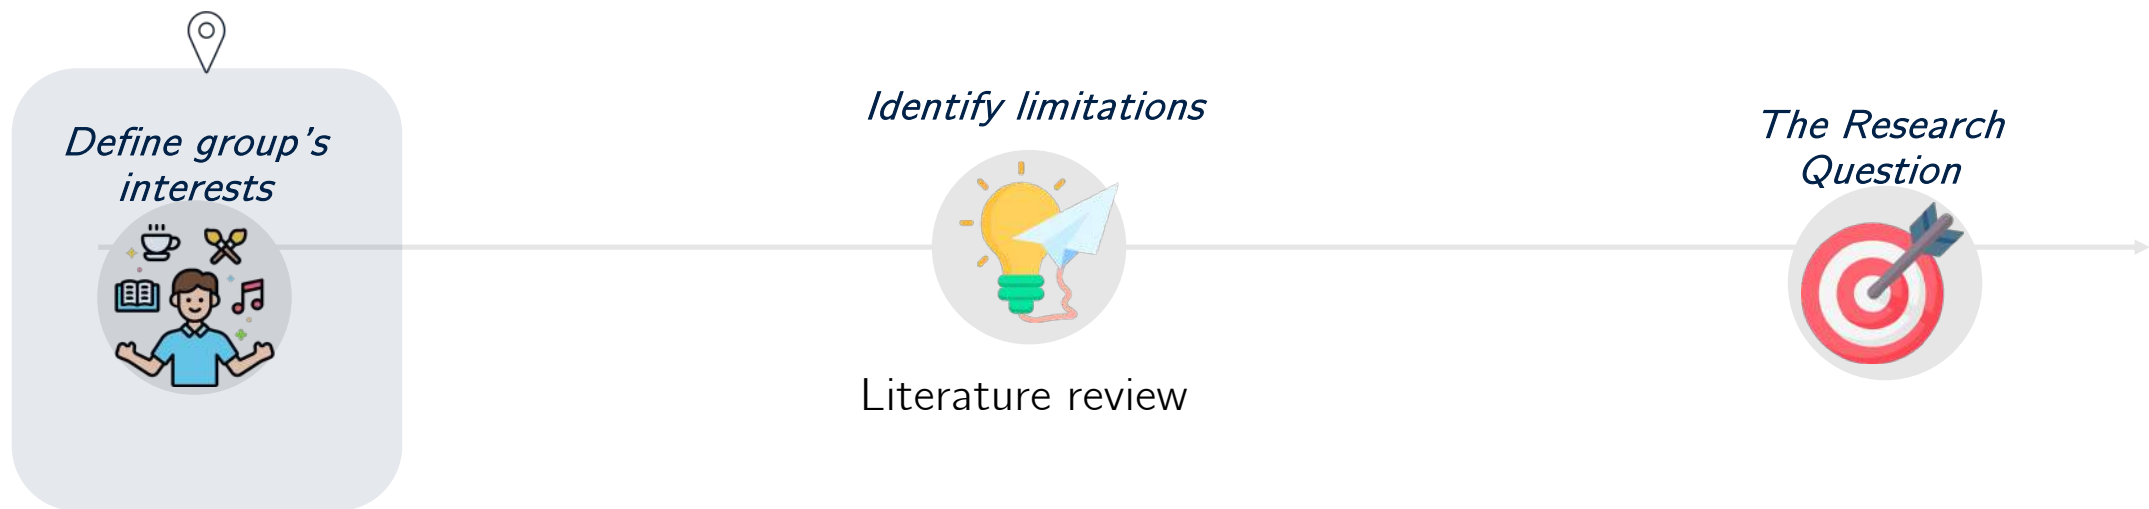 Define group's
interests
Identify limitations
Literature review
The Research
Question